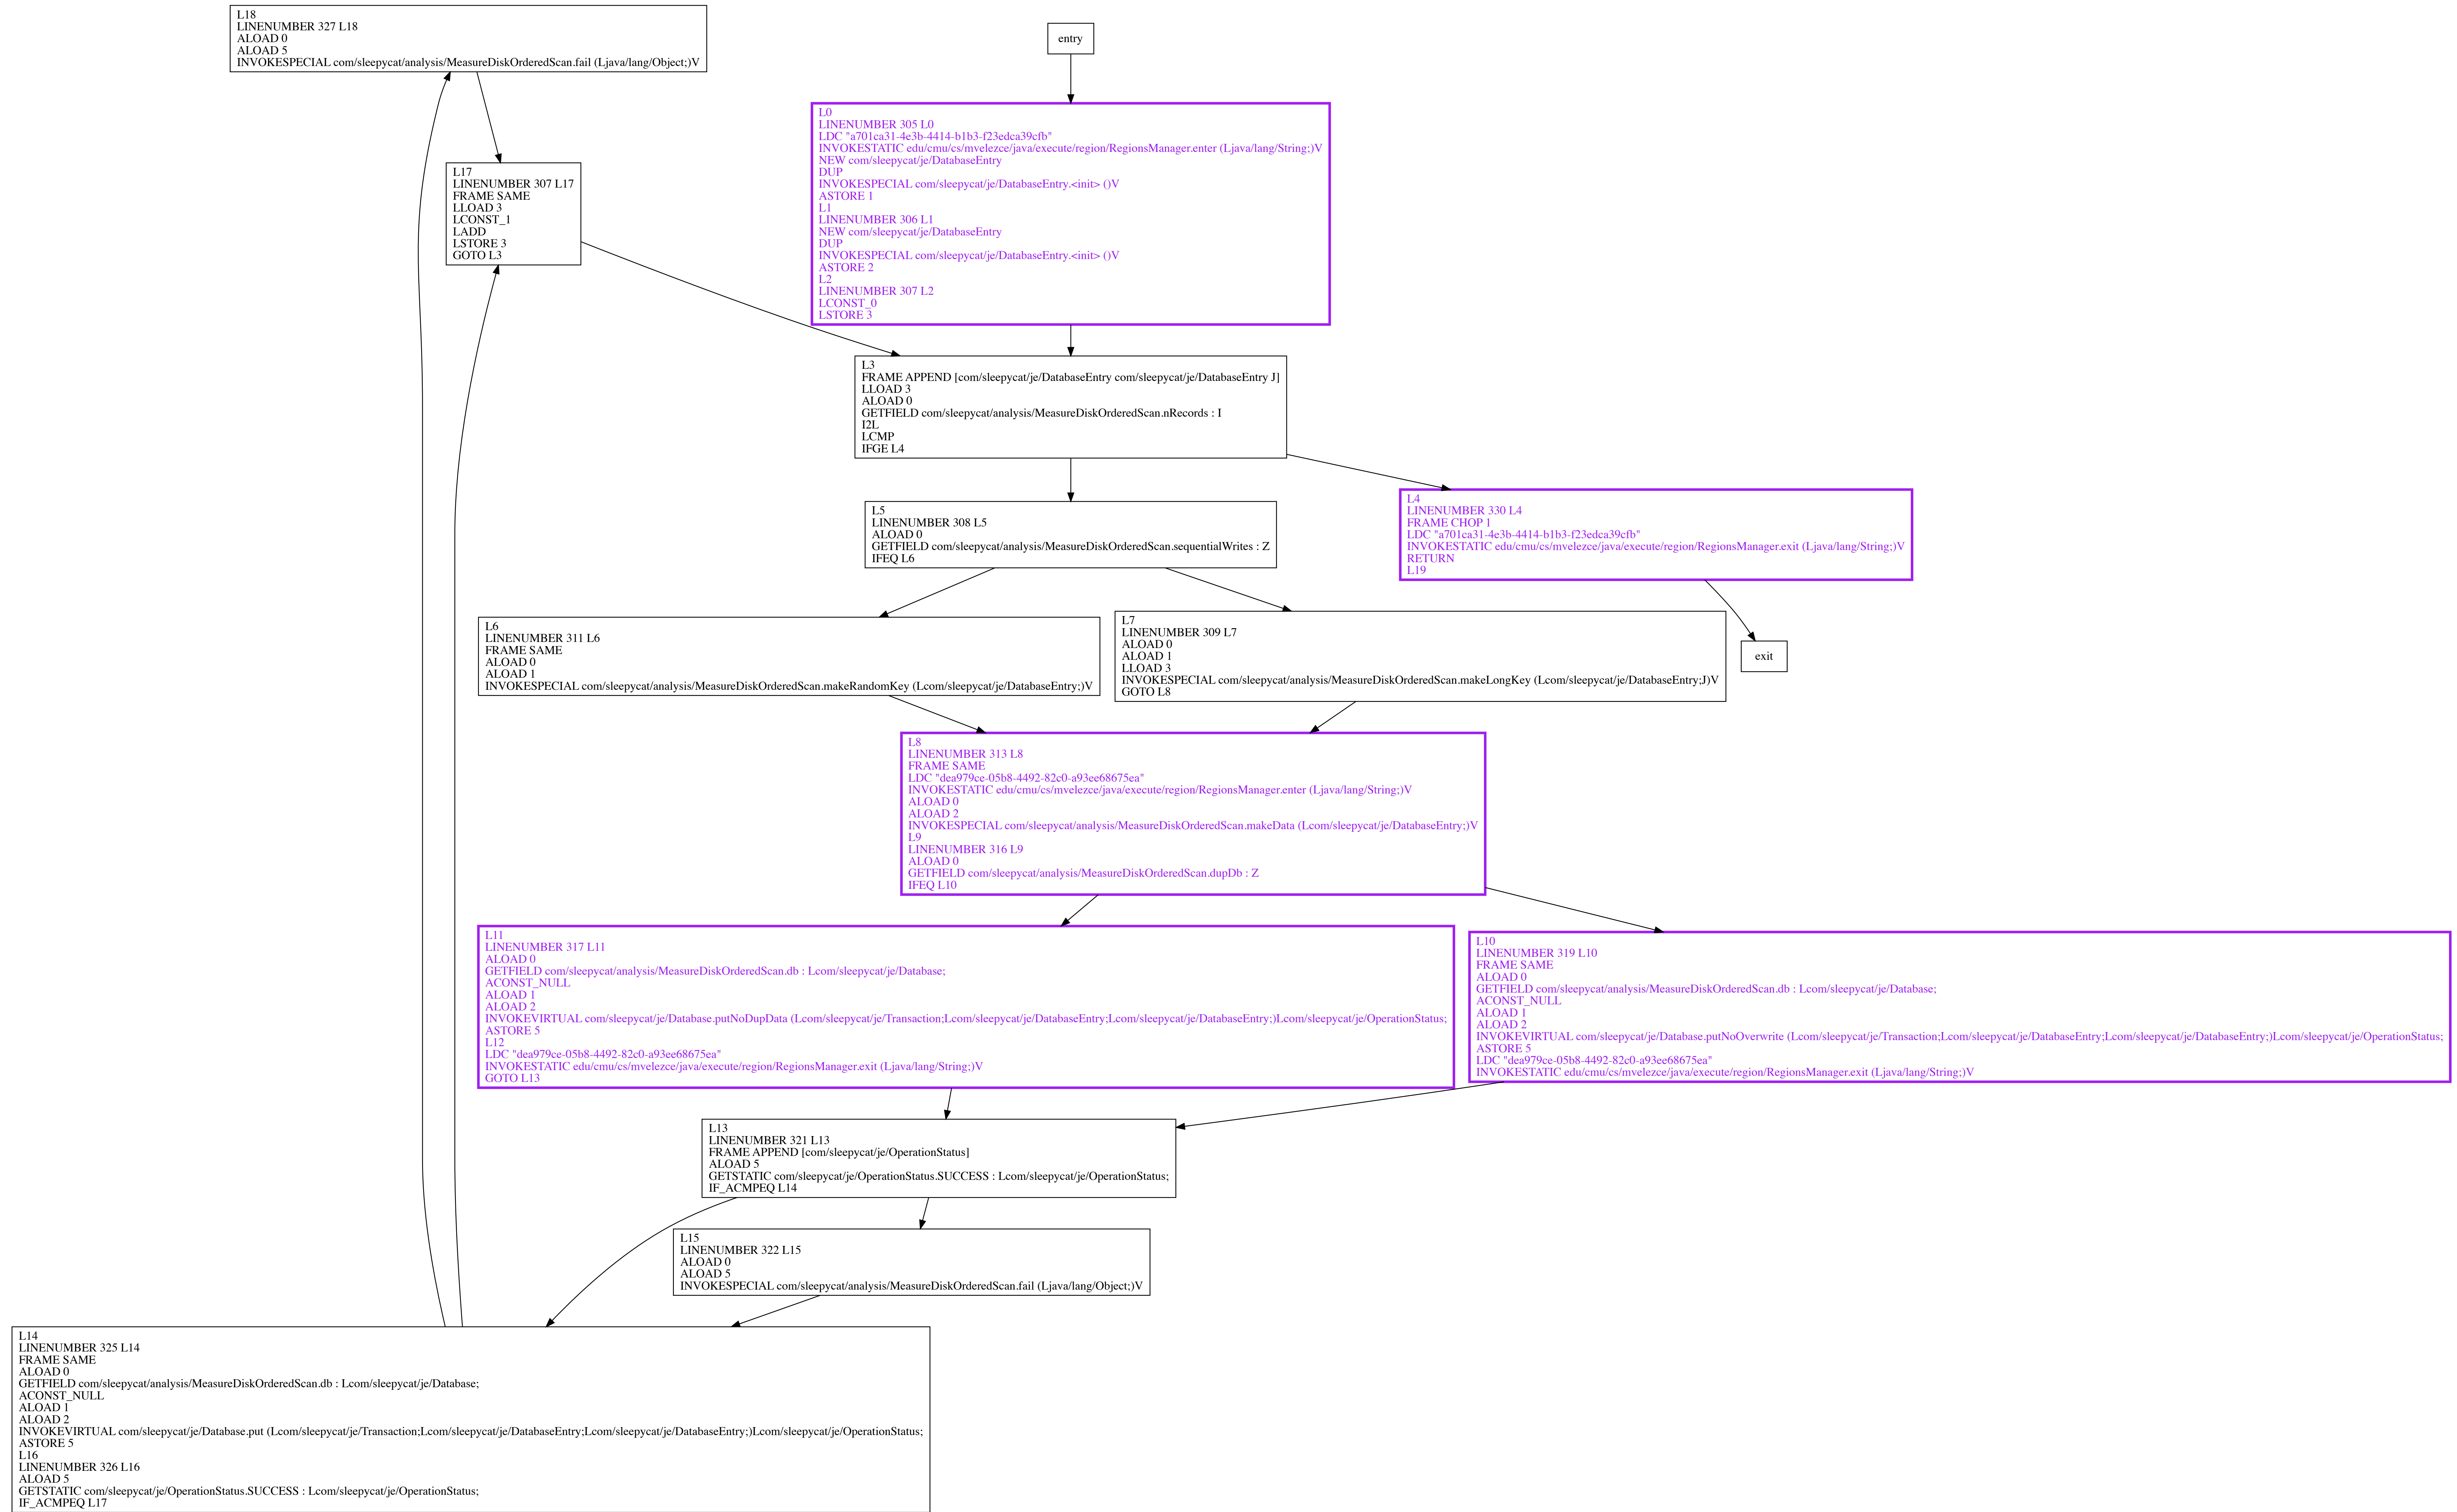 L18
LINENUMBER 327 L18
ALOAD 0
ALOAD 5
INVOKESPECIAL com/sleepycat/analysis/MeasureDiskOrderedScan.fail (Ljava/lang/Object;)V
entry
L0
LINENUMBER 305 L0
LDC "a701ca31-4e3b-4414-b1b3-f23edca39cfb"
INVOKESTATIC edu/cmu/cs/mvelezce/java/execute/region/RegionsManager.enter (Ljava/lang/String;)V
NEW com/sleepycat/je/DatabaseEntry
DUP
INVOKESPECIAL com/sleepycat/je/DatabaseEntry.<init> ()V
ASTORE 1
L1
LINENUMBER 306 L1
NEW com/sleepycat/je/DatabaseEntry
DUP
INVOKESPECIAL com/sleepycat/je/DatabaseEntry.<init> ()V
ASTORE 2
L2
LINENUMBER 307 L2
LCONST_0
LSTORE 3
L17
LINENUMBER 307 L17
FRAME SAME
LLOAD 3
LCONST_1
LADD
LSTORE 3
GOTO L3
L3
FRAME APPEND [com/sleepycat/je/DatabaseEntry com/sleepycat/je/DatabaseEntry J]
LLOAD 3
ALOAD 0
GETFIELD com/sleepycat/analysis/MeasureDiskOrderedScan.nRecords : I
I2L
LCMP
IFGE L4
L5
LINENUMBER 308 L5
ALOAD 0
GETFIELD com/sleepycat/analysis/MeasureDiskOrderedScan.sequentialWrites : Z
IFEQ L6
L4
LINENUMBER 330 L4
FRAME CHOP 1
LDC "a701ca31-4e3b-4414-b1b3-f23edca39cfb"
INVOKESTATIC edu/cmu/cs/mvelezce/java/execute/region/RegionsManager.exit (Ljava/lang/String;)V
RETURN
L19
L6
LINENUMBER 311 L6
FRAME SAME
ALOAD 0
ALOAD 1
INVOKESPECIAL com/sleepycat/analysis/MeasureDiskOrderedScan.makeRandomKey (Lcom/sleepycat/je/DatabaseEntry;)V
L7
LINENUMBER 309 L7
ALOAD 0
ALOAD 1
LLOAD 3
INVOKESPECIAL com/sleepycat/analysis/MeasureDiskOrderedScan.makeLongKey (Lcom/sleepycat/je/DatabaseEntry;J)V
GOTO L8
exit
L8
LINENUMBER 313 L8
FRAME SAME
LDC "dea979ce-05b8-4492-82c0-a93ee68675ea"
INVOKESTATIC edu/cmu/cs/mvelezce/java/execute/region/RegionsManager.enter (Ljava/lang/String;)V
ALOAD 0
ALOAD 2
INVOKESPECIAL com/sleepycat/analysis/MeasureDiskOrderedScan.makeData (Lcom/sleepycat/je/DatabaseEntry;)V
L9
LINENUMBER 316 L9
ALOAD 0
GETFIELD com/sleepycat/analysis/MeasureDiskOrderedScan.dupDb : Z
IFEQ L10
L11
LINENUMBER 317 L11
ALOAD 0
GETFIELD com/sleepycat/analysis/MeasureDiskOrderedScan.db : Lcom/sleepycat/je/Database;
ACONST_NULL
ALOAD 1
ALOAD 2
INVOKEVIRTUAL com/sleepycat/je/Database.putNoDupData (Lcom/sleepycat/je/Transaction;Lcom/sleepycat/je/DatabaseEntry;Lcom/sleepycat/je/DatabaseEntry;)Lcom/sleepycat/je/OperationStatus;
ASTORE 5
L12
LDC "dea979ce-05b8-4492-82c0-a93ee68675ea"
INVOKESTATIC edu/cmu/cs/mvelezce/java/execute/region/RegionsManager.exit (Ljava/lang/String;)V
GOTO L13
L10
LINENUMBER 319 L10
FRAME SAME
ALOAD 0
GETFIELD com/sleepycat/analysis/MeasureDiskOrderedScan.db : Lcom/sleepycat/je/Database;
ACONST_NULL
ALOAD 1
ALOAD 2
INVOKEVIRTUAL com/sleepycat/je/Database.putNoOverwrite (Lcom/sleepycat/je/Transaction;Lcom/sleepycat/je/DatabaseEntry;Lcom/sleepycat/je/DatabaseEntry;)Lcom/sleepycat/je/OperationStatus;
ASTORE 5
LDC "dea979ce-05b8-4492-82c0-a93ee68675ea"
INVOKESTATIC edu/cmu/cs/mvelezce/java/execute/region/RegionsManager.exit (Ljava/lang/String;)V
L13
LINENUMBER 321 L13
FRAME APPEND [com/sleepycat/je/OperationStatus]
ALOAD 5
GETSTATIC com/sleepycat/je/OperationStatus.SUCCESS : Lcom/sleepycat/je/OperationStatus;
IF_ACMPEQ L14
L15
LINENUMBER 322 L15
ALOAD 0
ALOAD 5
INVOKESPECIAL com/sleepycat/analysis/MeasureDiskOrderedScan.fail (Ljava/lang/Object;)V
L14
LINENUMBER 325 L14
FRAME SAME
ALOAD 0
GETFIELD com/sleepycat/analysis/MeasureDiskOrderedScan.db : Lcom/sleepycat/je/Database;
ACONST_NULL
ALOAD 1
ALOAD 2
INVOKEVIRTUAL com/sleepycat/je/Database.put (Lcom/sleepycat/je/Transaction;Lcom/sleepycat/je/DatabaseEntry;Lcom/sleepycat/je/DatabaseEntry;)Lcom/sleepycat/je/OperationStatus;
ASTORE 5
L16
LINENUMBER 326 L16
ALOAD 5
GETSTATIC com/sleepycat/je/OperationStatus.SUCCESS : Lcom/sleepycat/je/OperationStatus;
IF_ACMPEQ L17